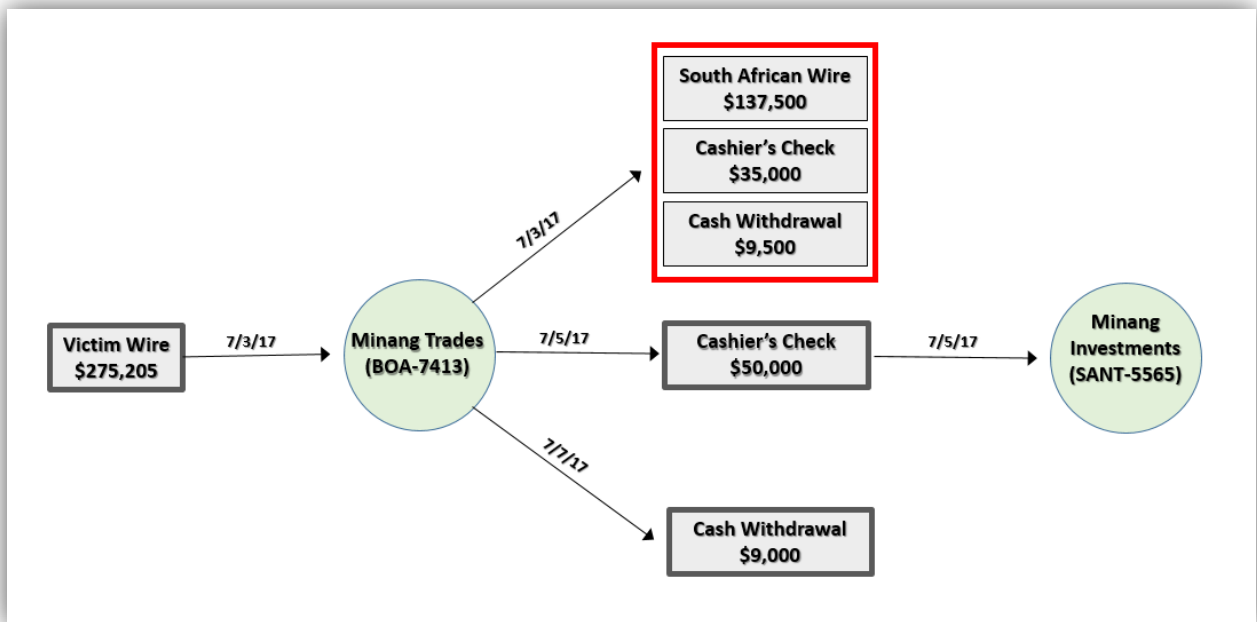 South African Wire
$137,500
Cashier's Check
$35,000
Cash Withdrawal
$9,500
7/3/17
Victim Wire
$275,205
7/3/17
Minang Trades
(BOA-7413)
7/5/17
Cashier's Check
$50,000
7/5/17
Minang
Investments
(SANT-5565)
7/7/17
Cash Withdrawal
$9,000